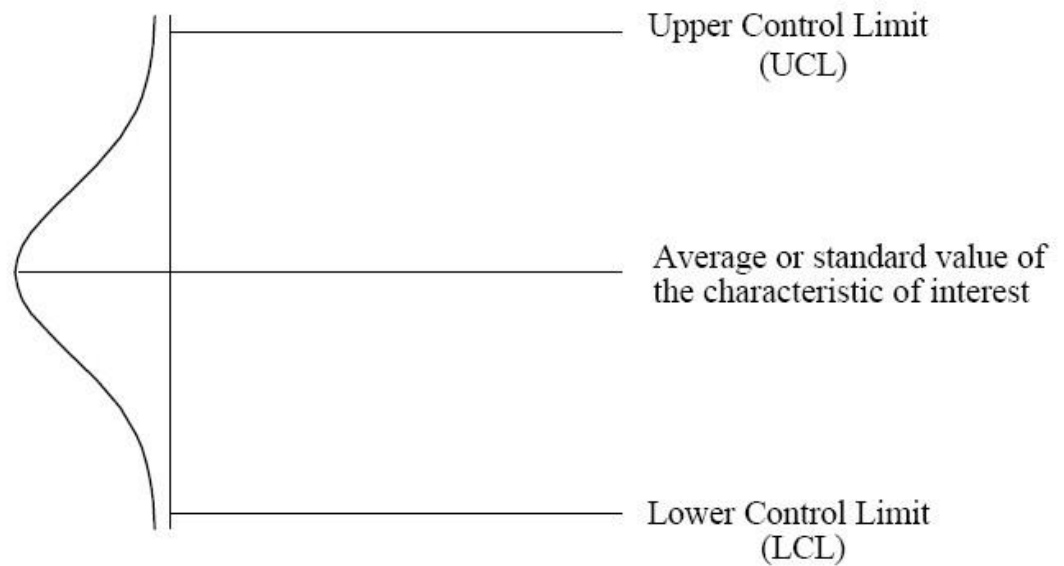 Upper Control Limit
(UCL)
Average or standard value of
the characteristic of interest
Lower Control Limit
(LCL)